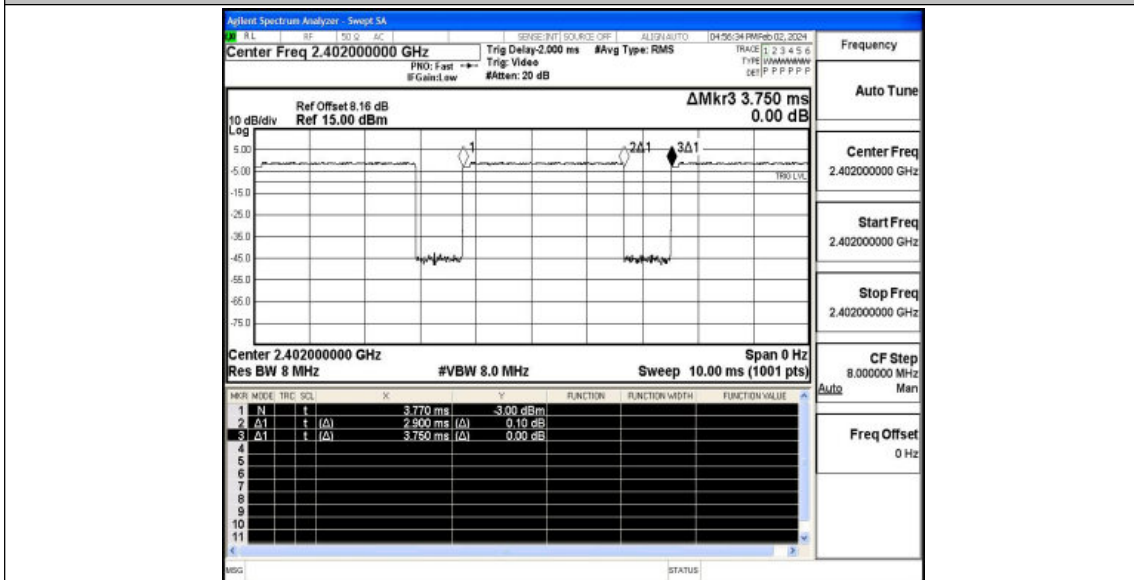 Agilent Spectrum Analyzer - Swept SA
RL RF 50 Ω AC SENSE:INT SOURCE OFF ALIGNAUTO 04:56:34 PMFeb 02, 2024
Center Freq 2.402000000 GHz
Trig Delay-2.000 ms #Avg Type: RMS
TRACE 1 2 3 4 5 6
PNO: Fast
Trig: Video
TYPE
IFGain:Low
#Atten: 20 dB
DET P P P P P P
Frequency
Auto Tune
Ref Offset 8.16 dB
ΔMkr3 3.750 ms
10 dB/div Ref 15.00 dBm
0.00 dB
Log
5.00
1
2Δ1
3Δ1
-5.00
TRIG LVL
-15.0
-25.0
-35.0
-45.0
-55.0
-65.0
-75.0
Center Freq
2.402000000 GHz
Start Freq
2.402000000 GHz
Stop Freq
2.402000000 GHz
Center 2.402000000 GHz
Span 0 Hz
Res BW 8 MHz
#VBW 8.0 MHz
Sweep 10.00 ms (1001 pts)
CF Step
8.000000 MHz
Auto Man
MKR MODE TRC SCL X Y FUNCTION FUNCTION WIDTH FUNCTION VALUE
1 N t 3.770 ms -3.00 dBm
2 Δ1 t (Δ) 2.900 ms (Δ) 0.10 dB
3 Δ1 t (Δ) 3.750 ms (Δ) 0.00 dB
4
5
6
7
8
9
10
11
Freq Offset
0 Hz
MSG
STATUS